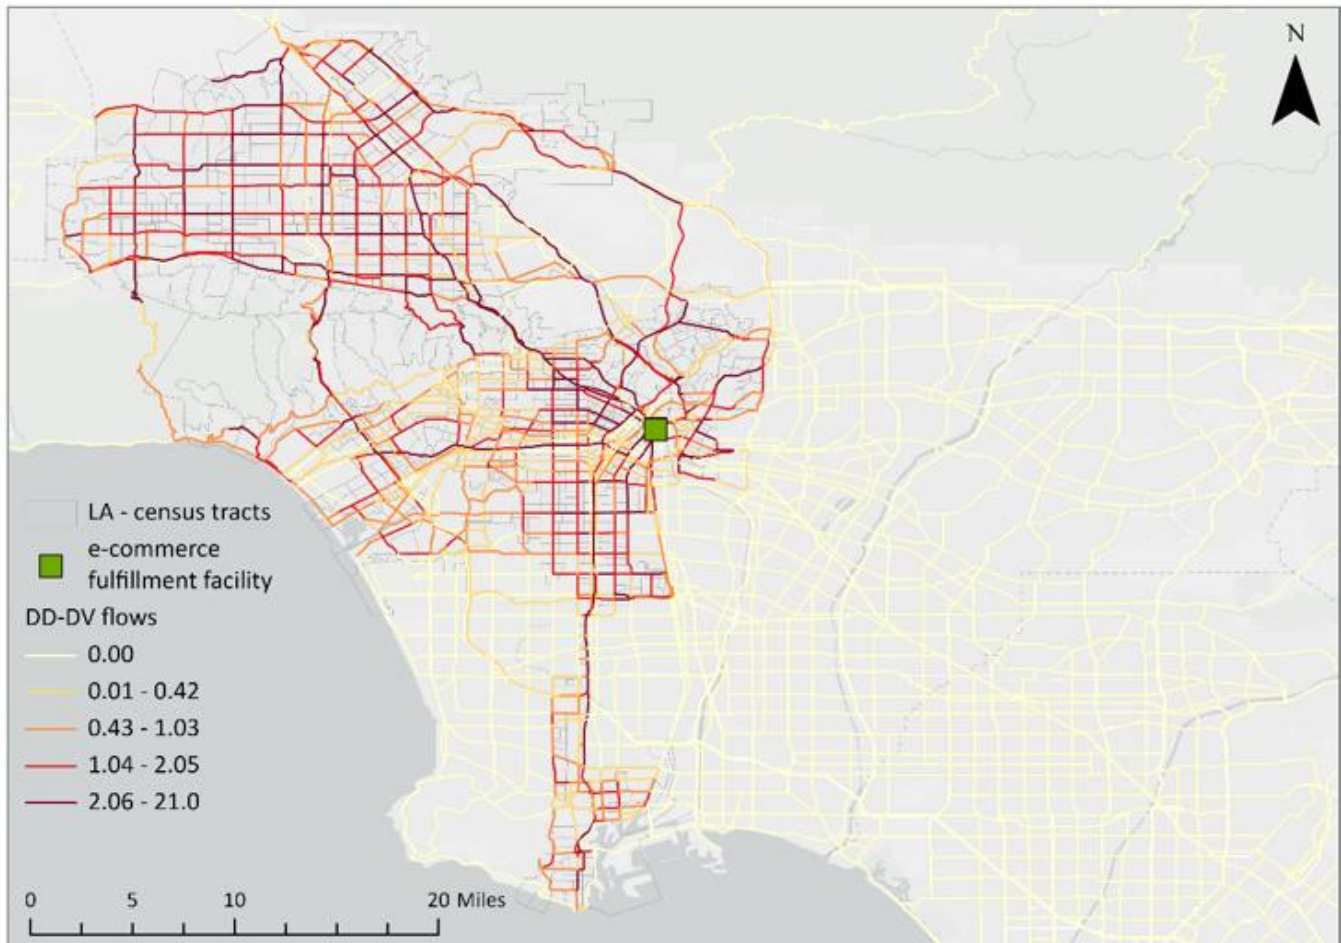 N
LA - census tracts
e-commerce
fulfillment facility
DD-DV flows
0.00
0.01 - 0.42
0.43 - 1.03
1.04 - 2.05
2.06 - 21.0
0 5 10 20 Miles